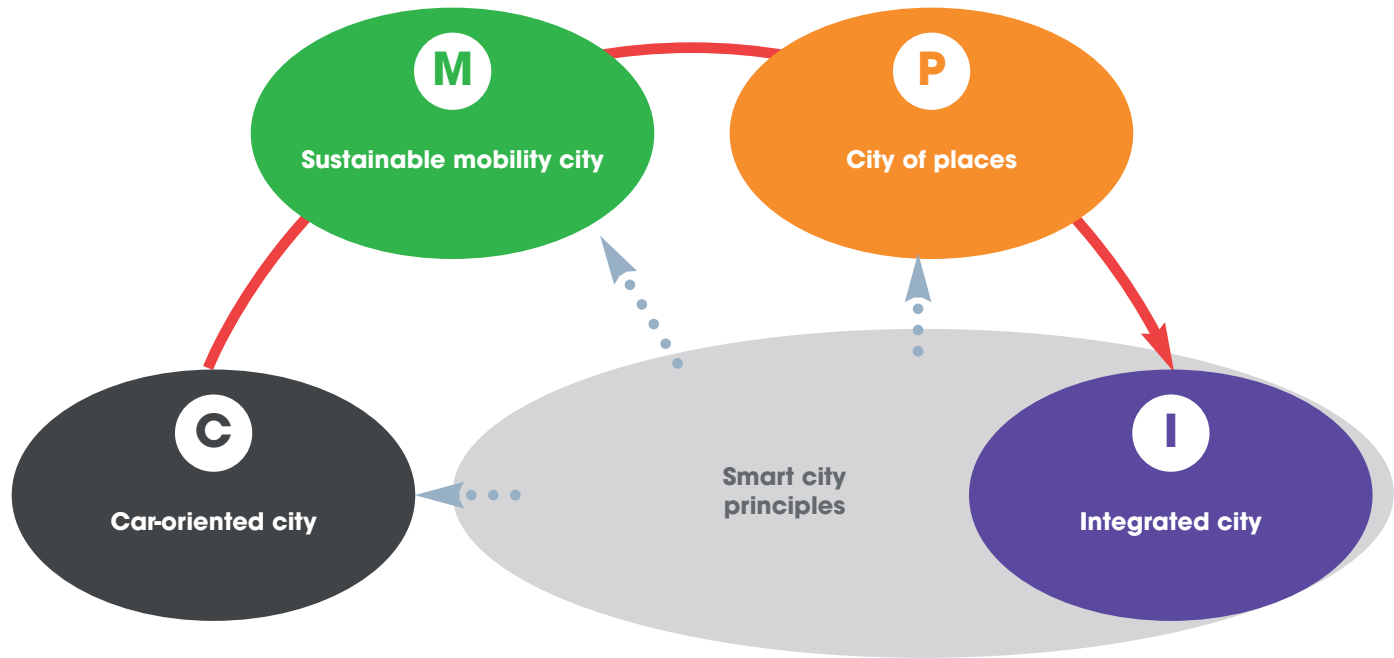 M
Sustainable mobility city
P
City of places
C
Car-oriented city
Smart city
principles
I
Integrated city